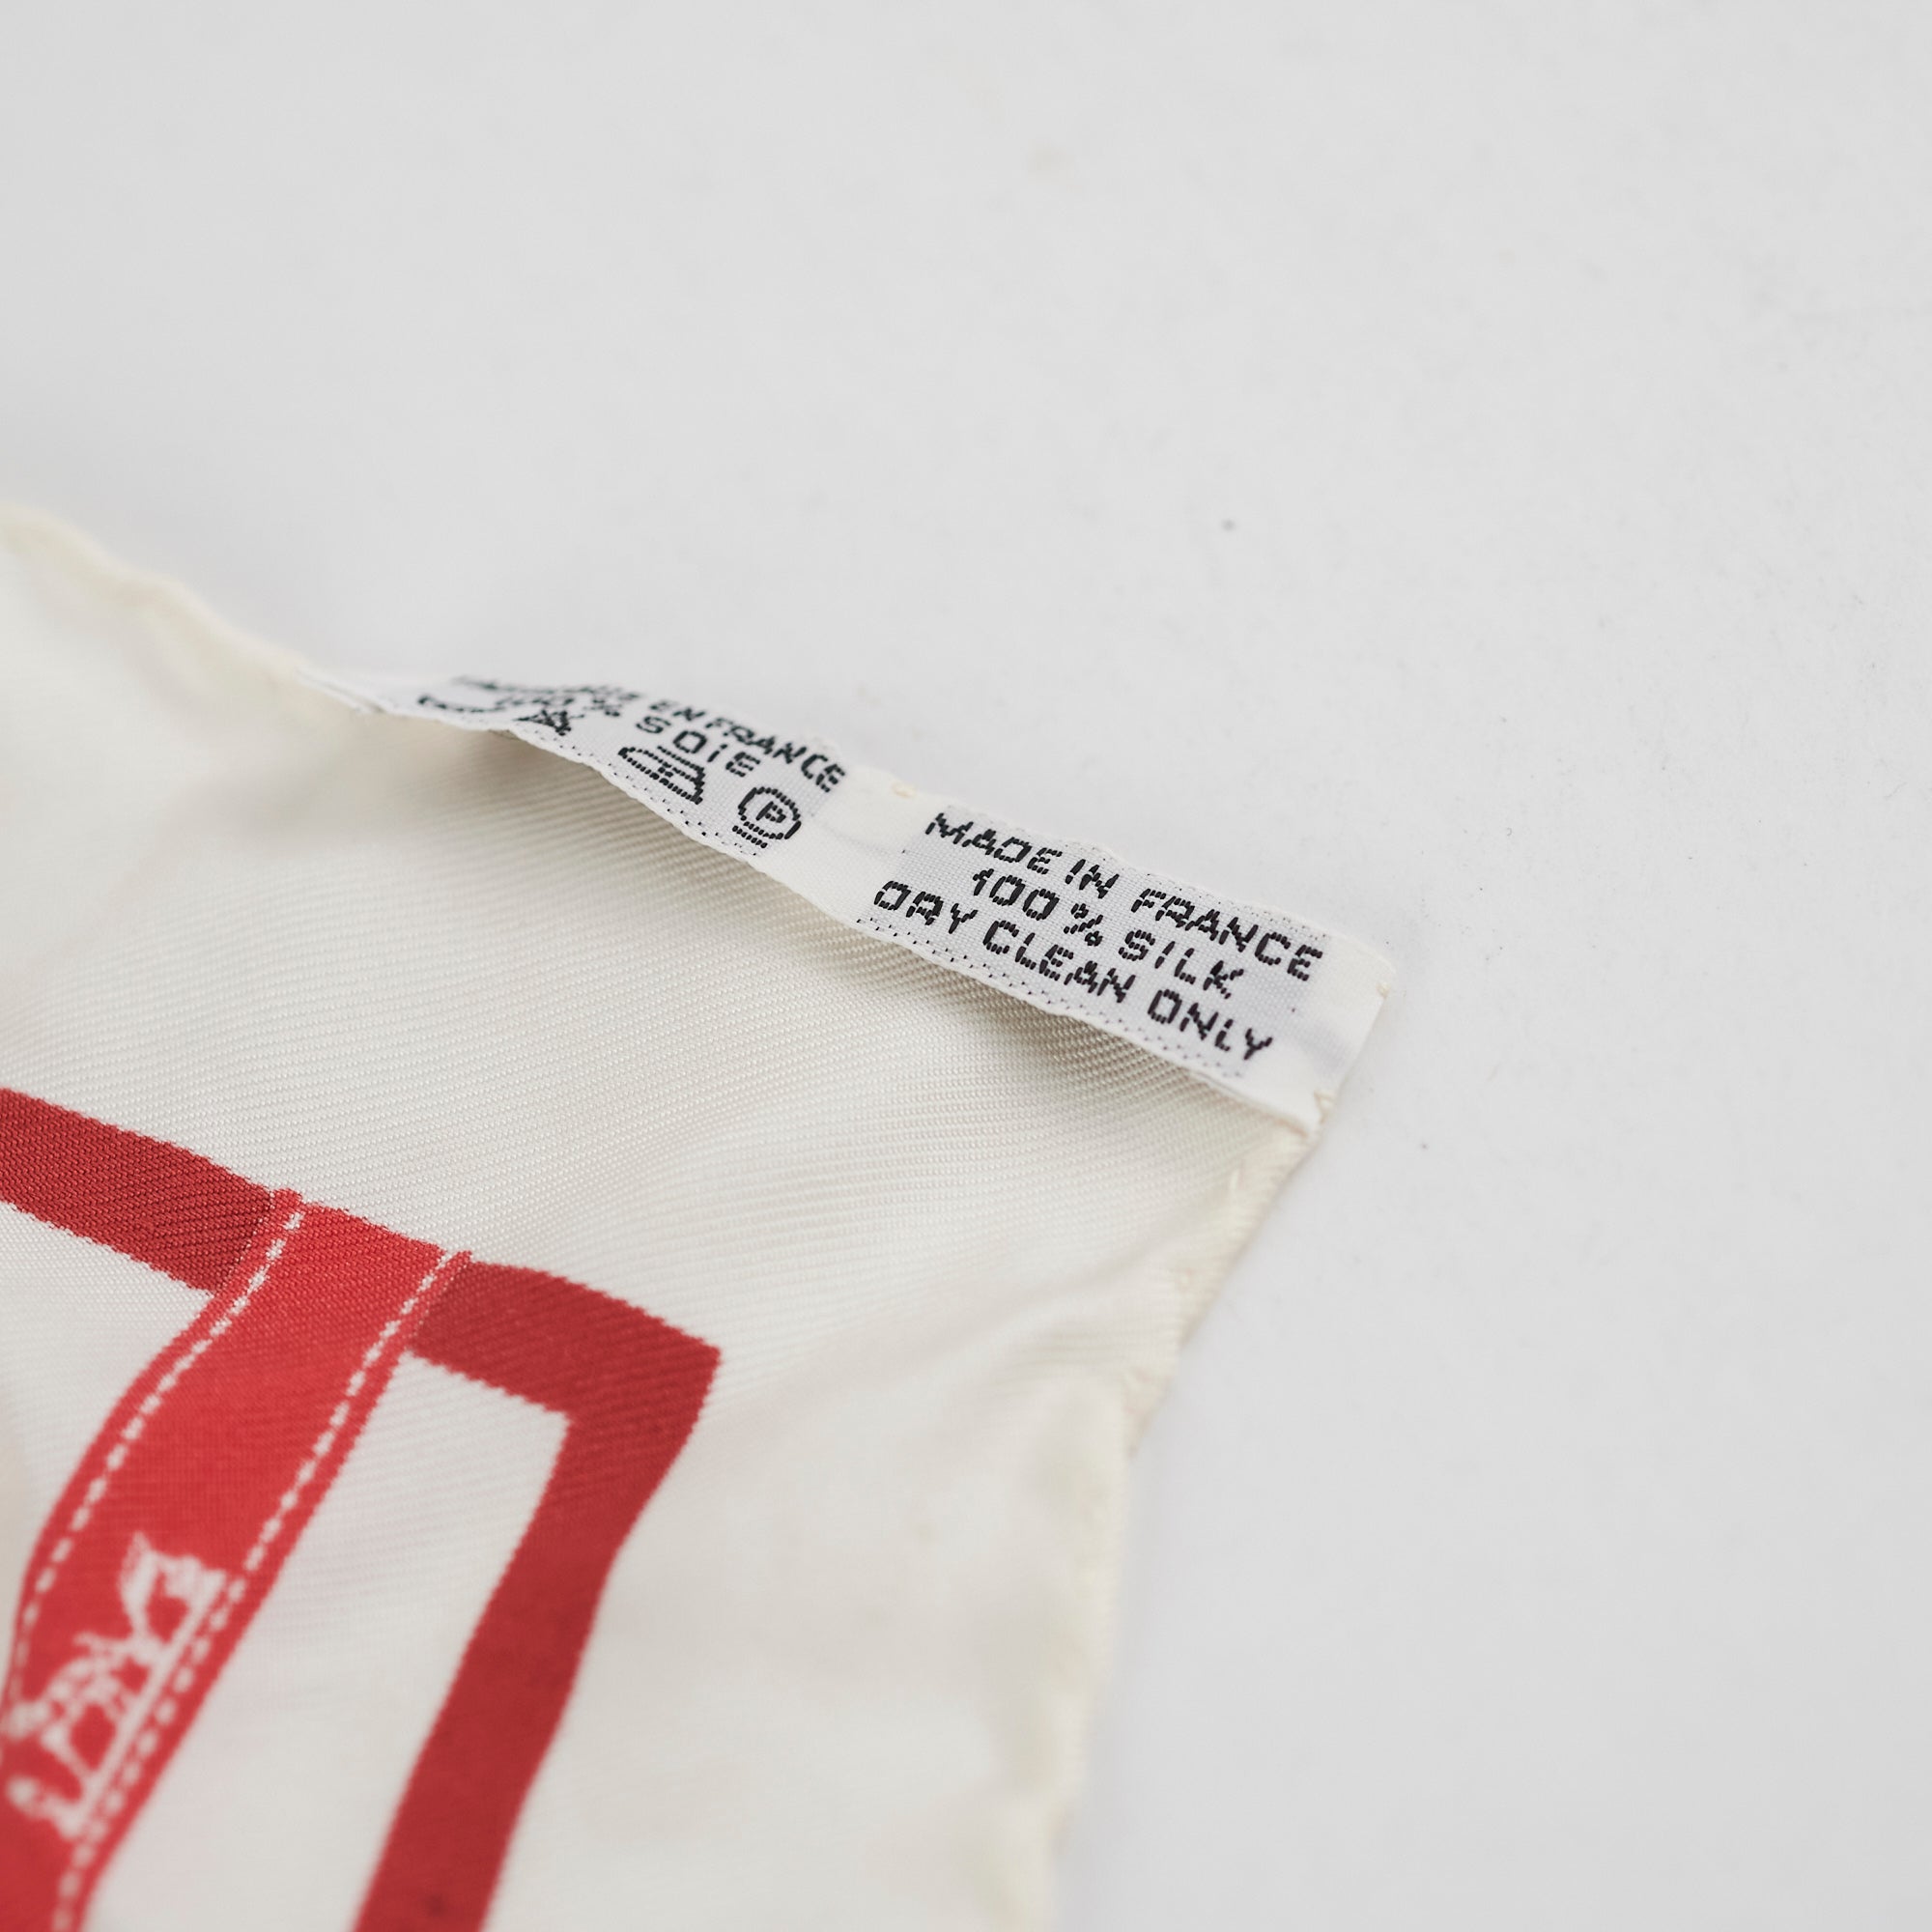 EN FRANCE
% SOIE
P
MADE IN FRANCE
100% SILK
DRY CLEAN ONLY